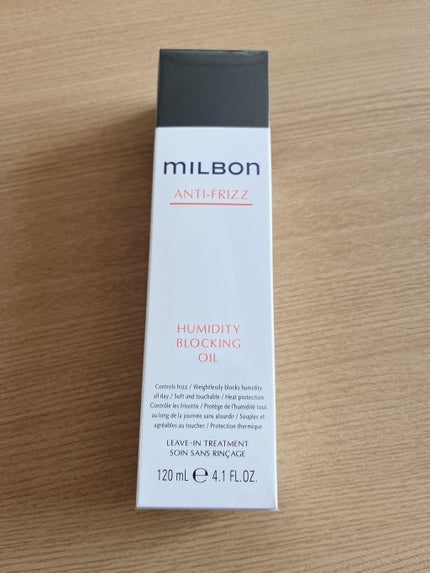 MILBON
ANTI-FRIZZ
HUMIDITY
BLOCKING
OIL
Controls frizz / Weightlessly blocks humidity
all day / Soft and touchable / Heat protection
Contrôle les frisottis / Protège de l'humidité tout
au long de la journée sans alourdir / Souples et
agréables au toucher / Protection thermique
LEAVE-IN TREATMENT
SOIN SANS RINÇAGE
120 mL ℮ 4.1 FL.OZ.